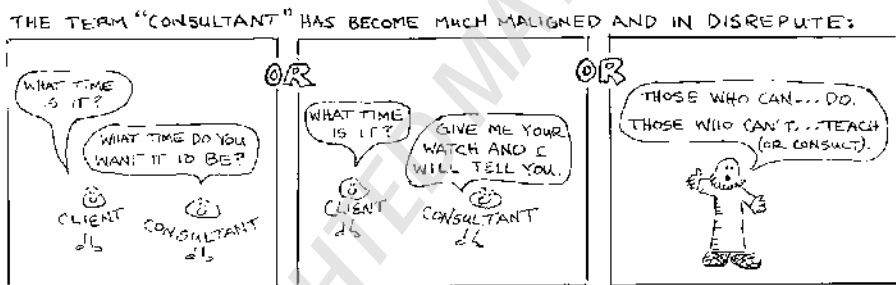 THE TERM "CONSULTANT" HAS BECOME MUCH MALIGNED AND IN DISREPUTE:
WHAT TIME
IS IT?
WHAT TIME DO YOU
WANT IT TO BE?
CLIENT
CONSULTANT
OR
WHAT TIME
IS IT?
GIVE ME YOUR
WATCH AND I
WILL TELL YOU.
CLIENT
CONSULTANT
OR
THOSE WHO CAN... DO.
THOSE WHO CAN'T... TEACH
(OR CONSULT).